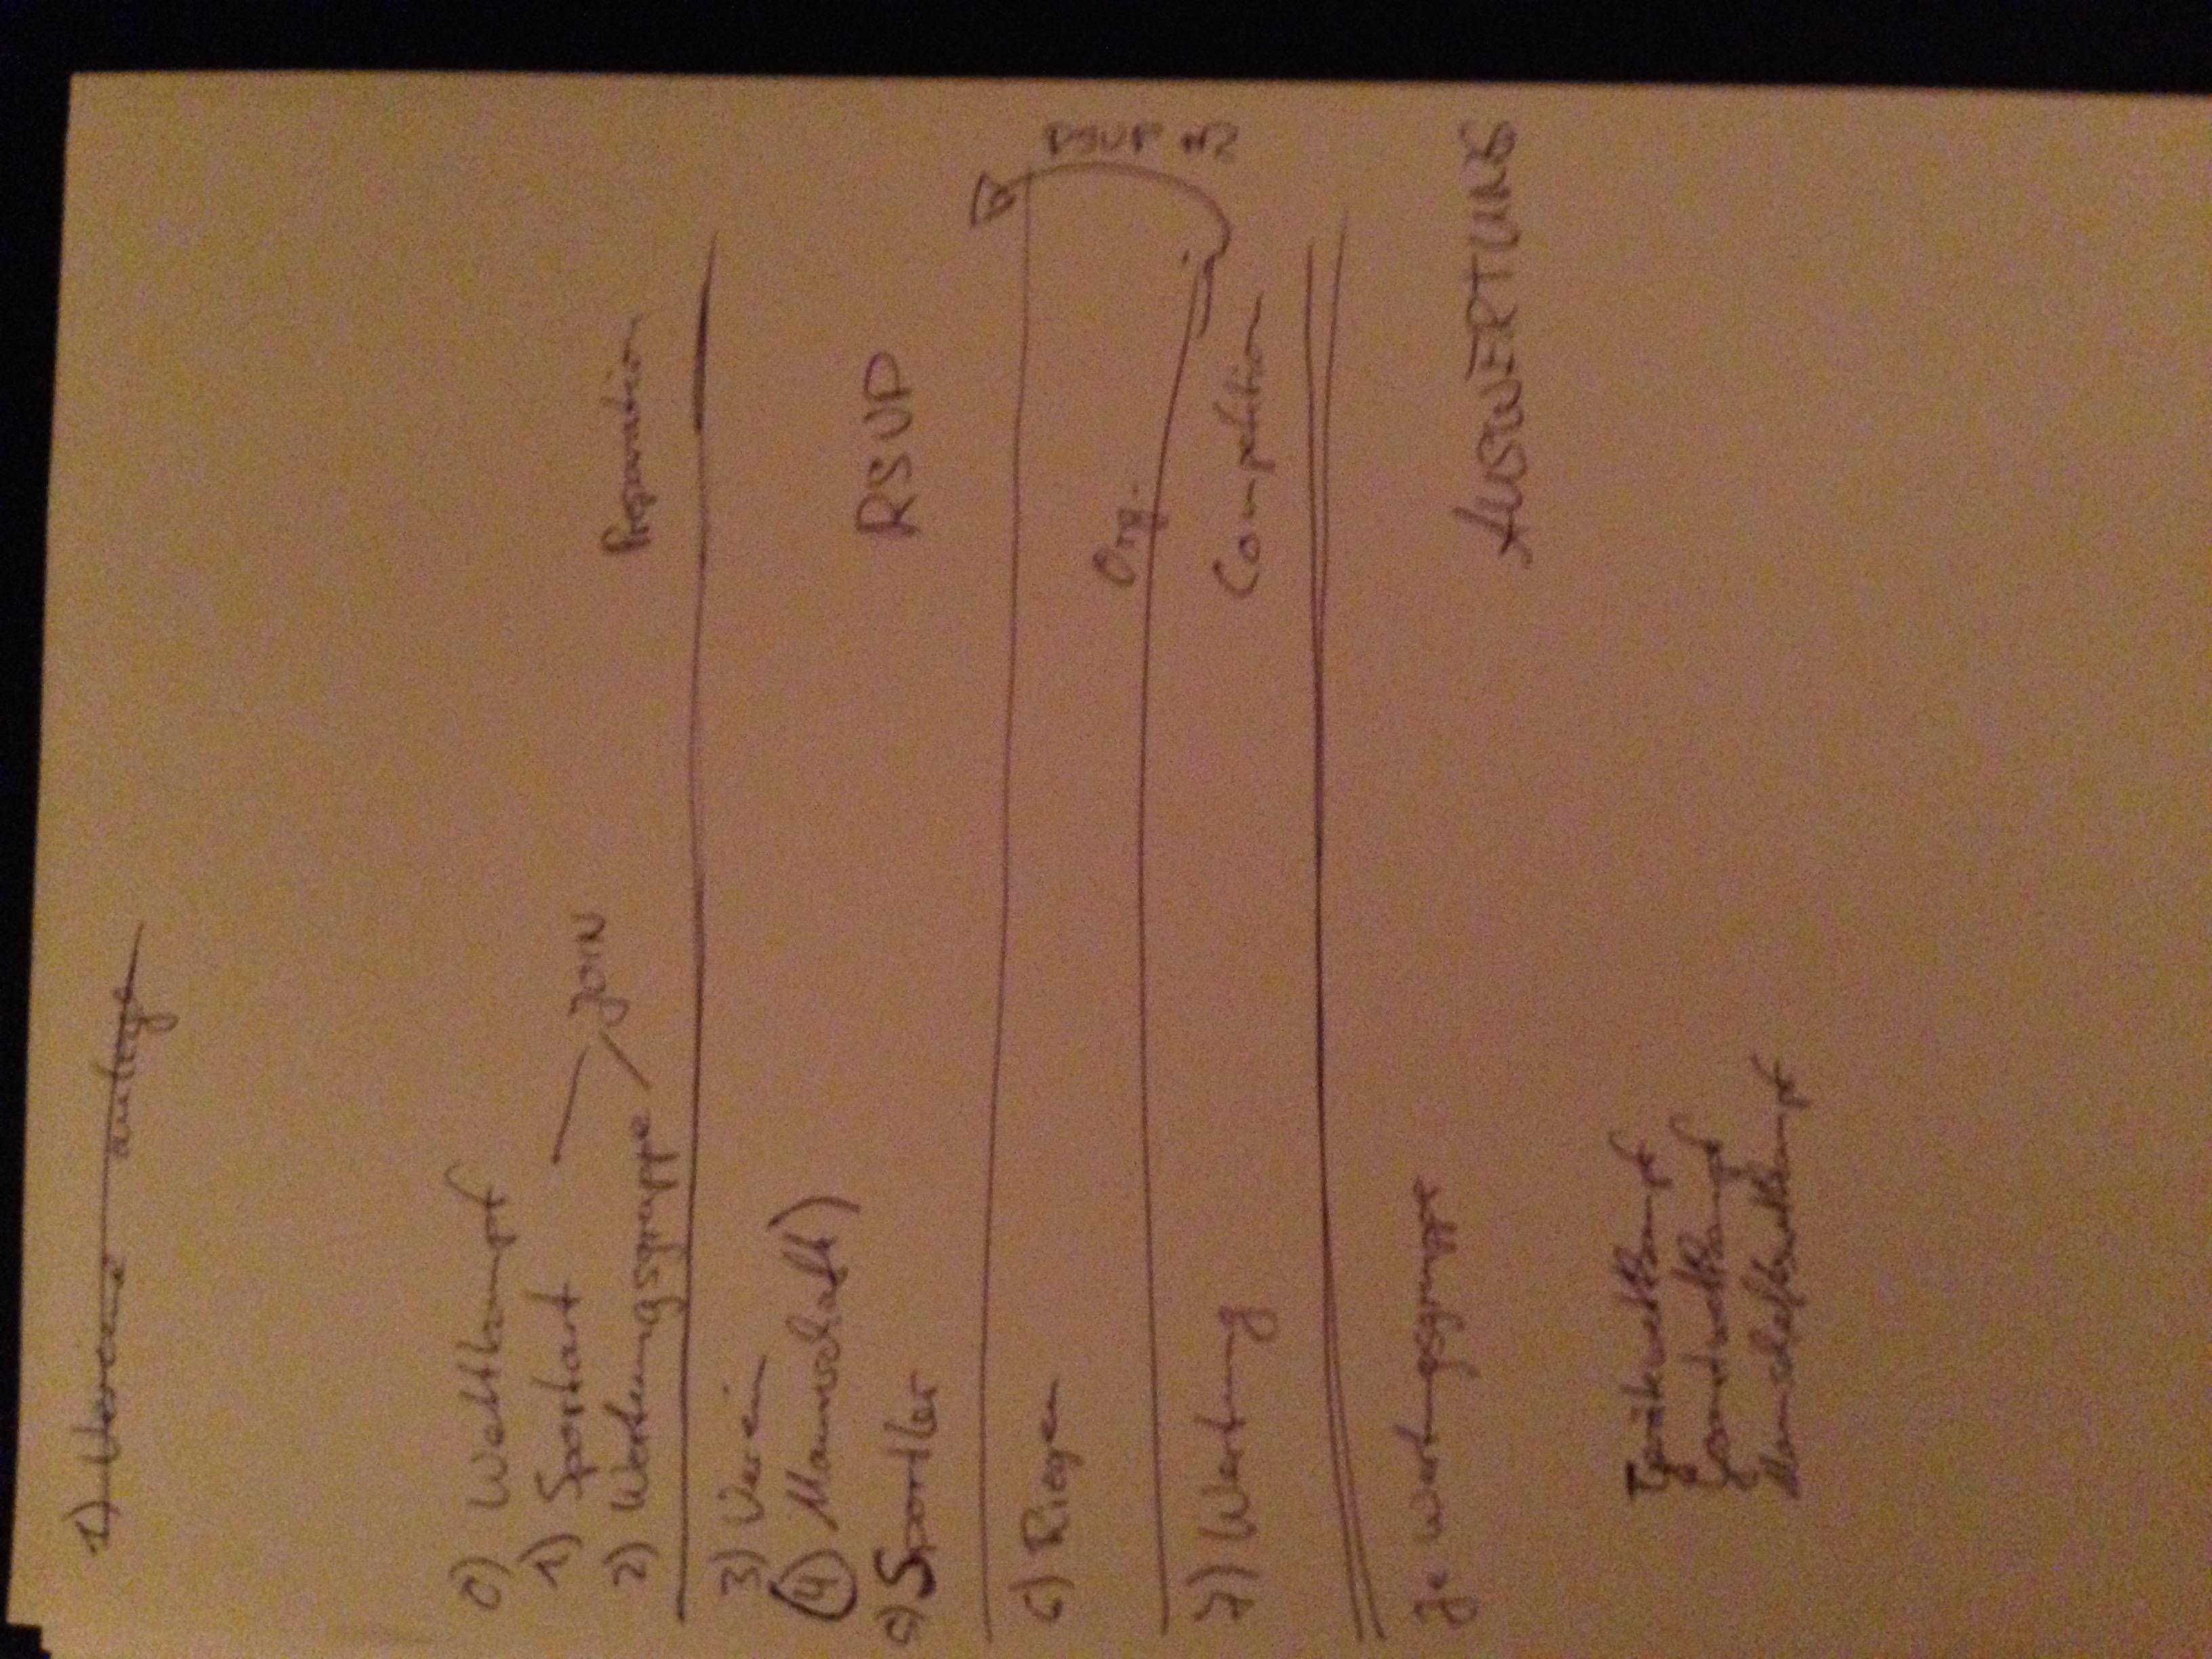 1) Vereine anlegen
0) Wettkampf
1) Sportart
JOIN
2) Wertungsgruppe
Preparation
3) Verein
(4) Mannschaft)
5) Sportler
RSVP
6) Riegen
Org.
RSVP #2
7) Wertung
Competition
Je Wertungsgruppe
AUSWERTUNG
Gerätewettkampf
Gesamtwettkampf
Mannschaftswettkampf